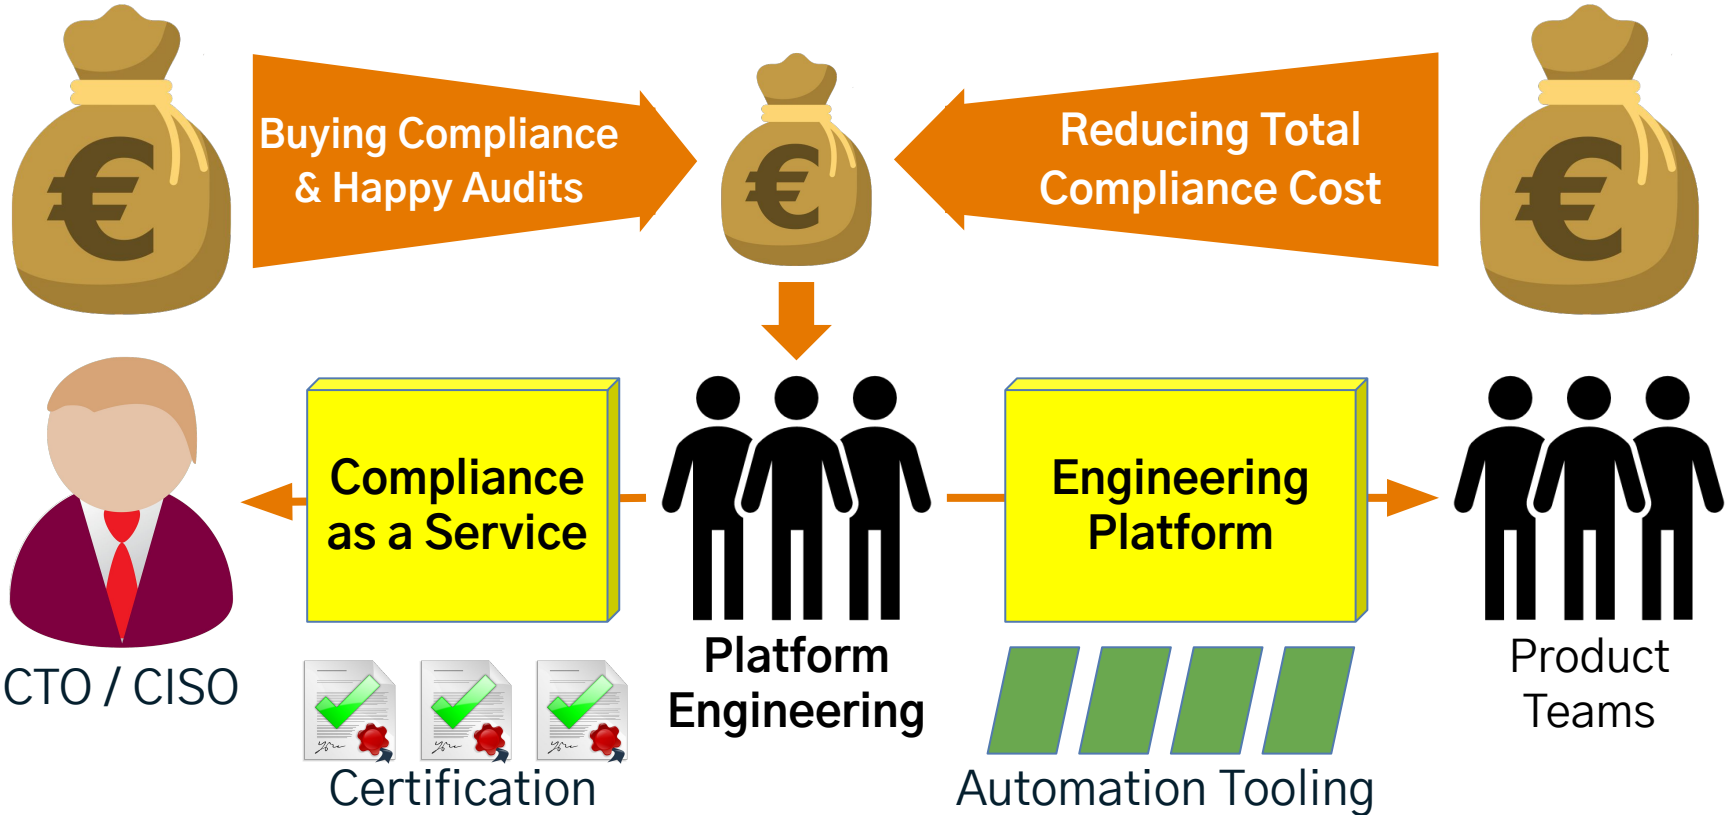 €
Buying Compliance
& Happy Audits
€
Reducing Total
Compliance Cost
€
Compliance
as a Service
Engineering
Platform
CTO / CISO
Platform
Engineering
Product
Teams
Certification
Automation Tooling